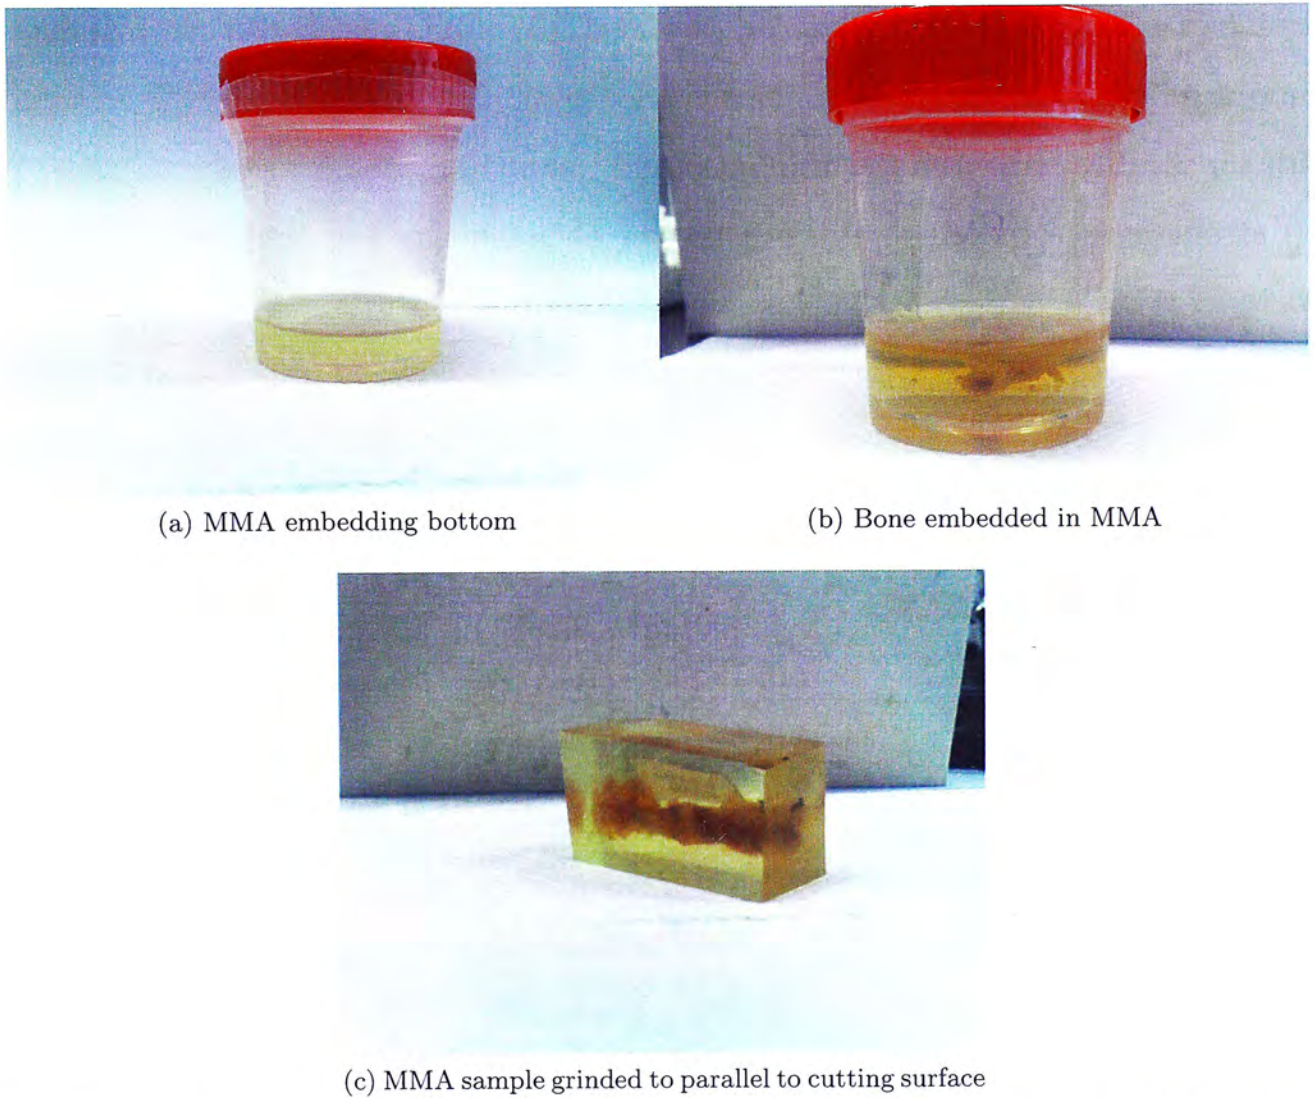 (a) MMA embedding bottom
(b) Bone embedded in MMA
(c) MMA sample grinded to parallel to cutting surface